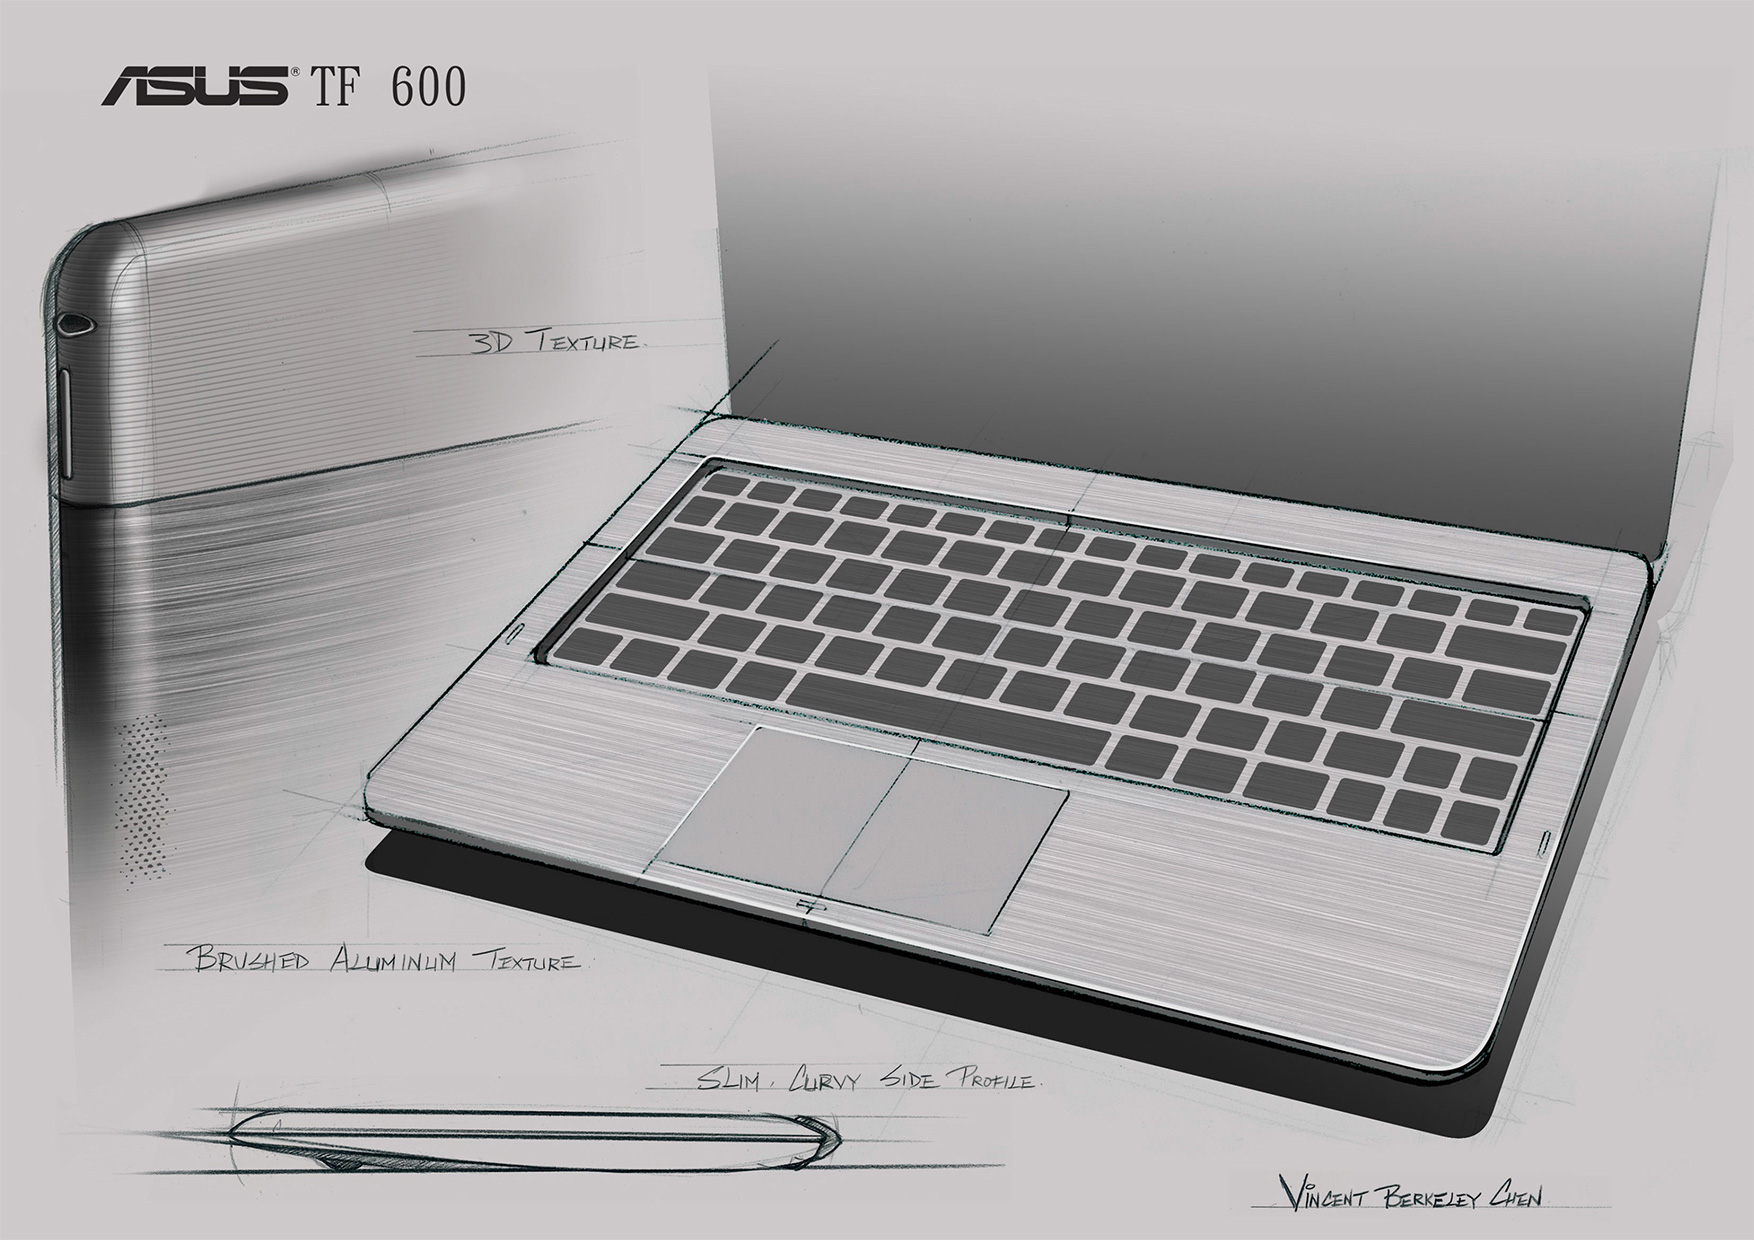 ASUS® TF 600
3D TEXTURE.
BRUSHED ALUMINUM TEXTURE
SLIM. CURVY SIDE PROFILE.
VINCENT BERKELEY CHEN